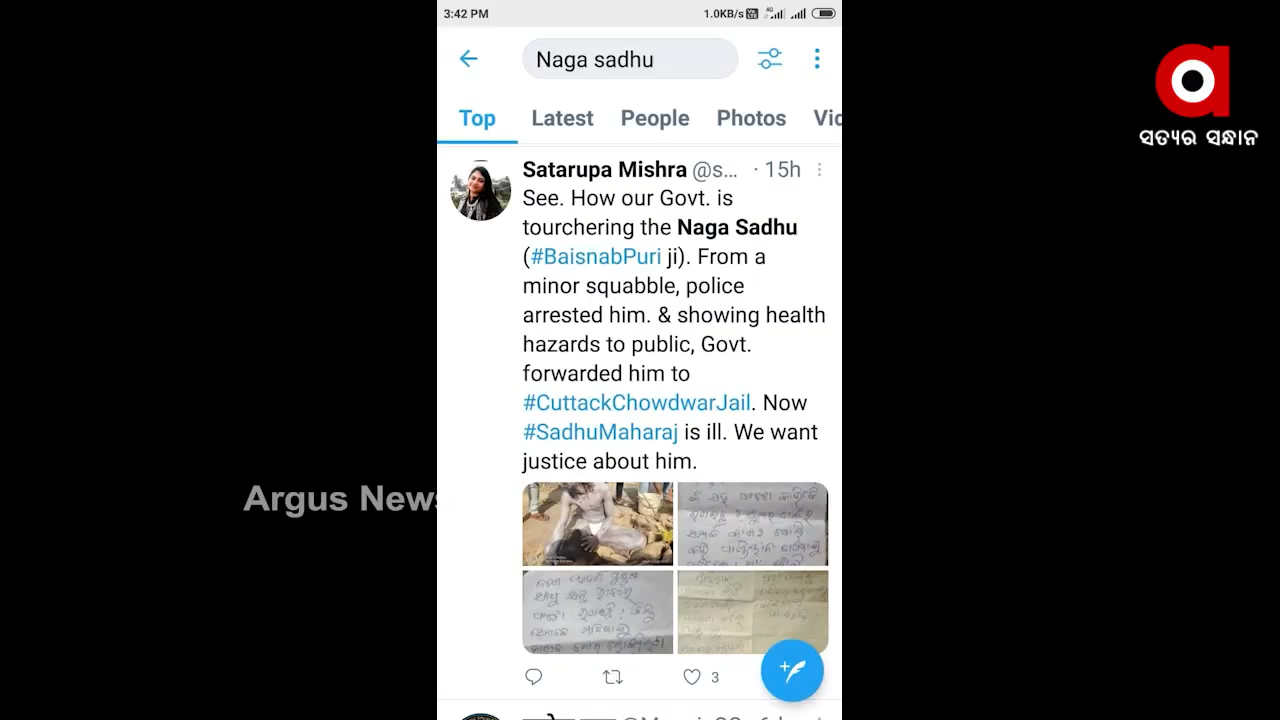 3:42 PM
1.0KB/s
4G
Naga sadhu
Top Latest People Photos Vid
Satarupa Mishra @s... · 15h
See. How our Govt. is
tourchering the Naga Sadhu
(#BaisnabPuri ji). From a
minor squabble, police
arrested him. & showing health
hazards to public, Govt.
forwarded him to
#CuttackChowdwarJail. Now
#SadhuMaharaj is ill. We want
justice about him.
3
Argus News
ସତ୍ୟର ସନ୍ଧାନ